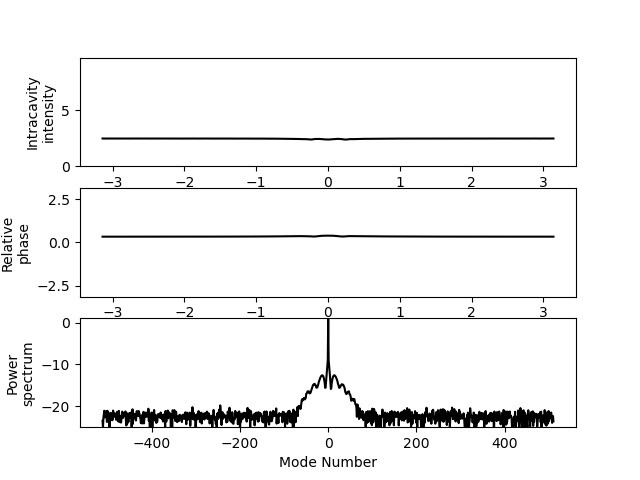 Intracavity
intensity
5
0
−3 −2 −1 0 1 2 3
Relative
phase
2.5
0.0
−2.5
−3 −2 −1 0 1 2 3
Power
spectrum
0
−10
−20
−400 −200 0 200 400
Mode Number